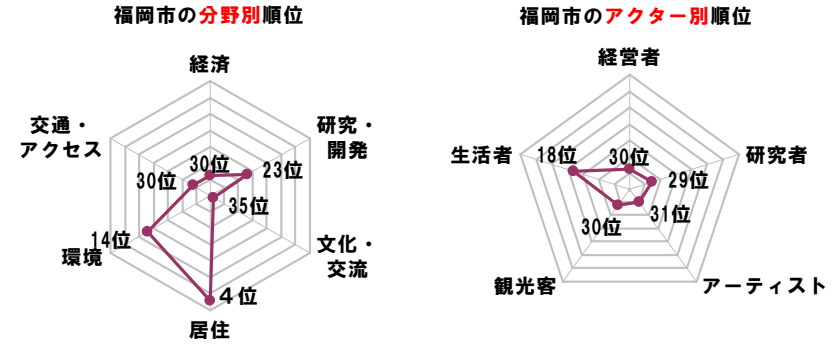 福岡市の分野別順位
経済
研究・
開発
文化・
交流
居住
環境
交通・
アクセス
30位
23位
35位
４位
14位
30位
福岡市のアクター別順位
経営者
研究者
アーティスト
観光客
生活者
30位
29位
31位
30位
18位